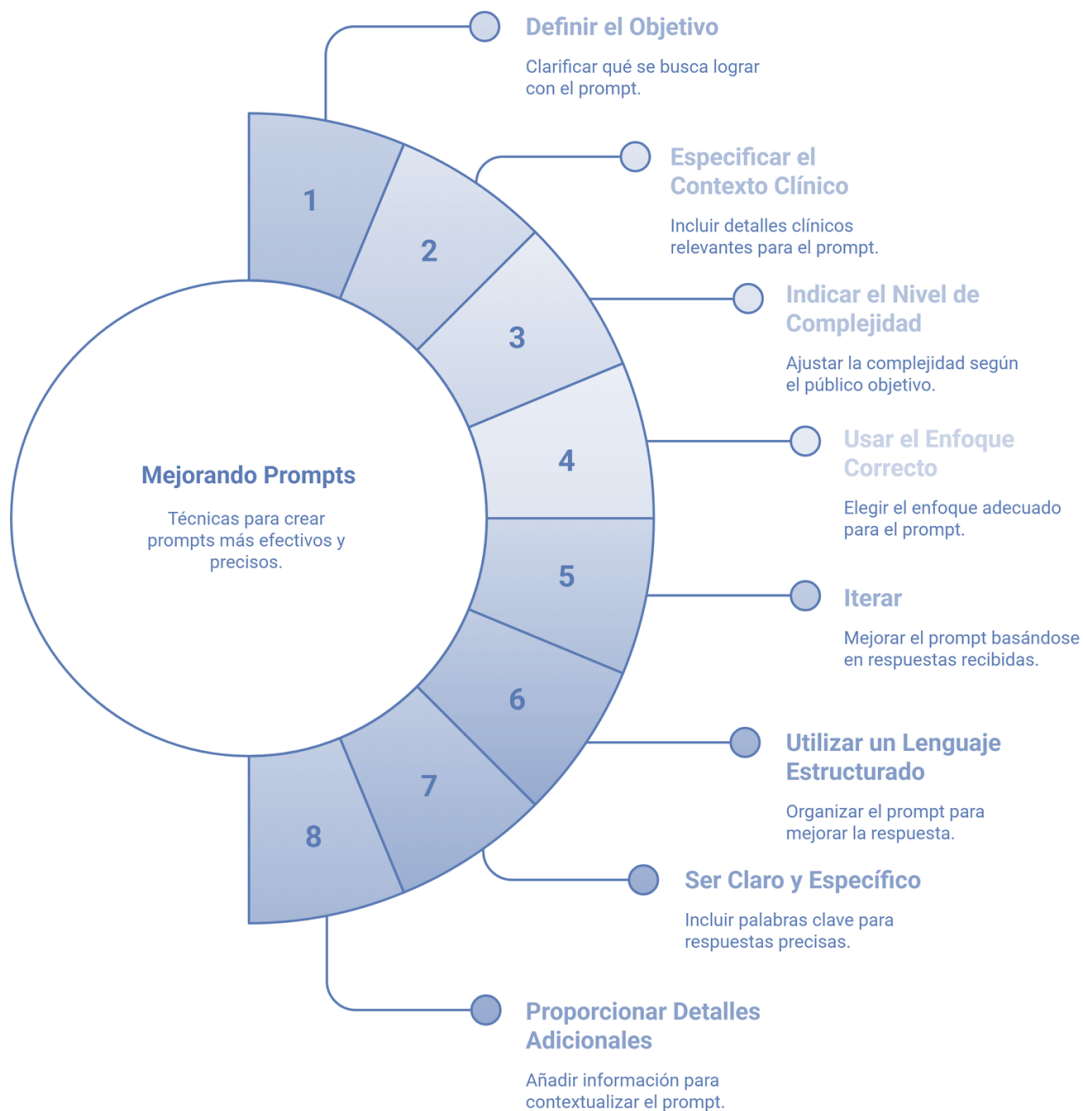 Definir el Objetivo
Clarificar qué se busca lograr
con el prompt.
1
Especificar el
Contexto Clínico
Incluir detalles clínicos
relevantes para el prompt.
2
Indicar el Nivel de
Complejidad
Ajustar la complejidad según
el público objetivo.
3
Usar el Enfoque
Correcto
Elegir el enfoque adecuado
para el prompt.
4
Mejorando Prompts
Técnicas para crear
prompts más efectivos y
precisos.
5
Iterar
Mejorar el prompt basándose
en respuestas recibidas.
6
Utilizar un Lenguaje
Estructurado
Organizar el prompt para
mejorar la respuesta.
7
Ser Claro y Específico
Incluir palabras clave para
respuestas precisas.
8
Proporcionar Detalles
Adicionales
Añadir información para
contextualizar el prompt.